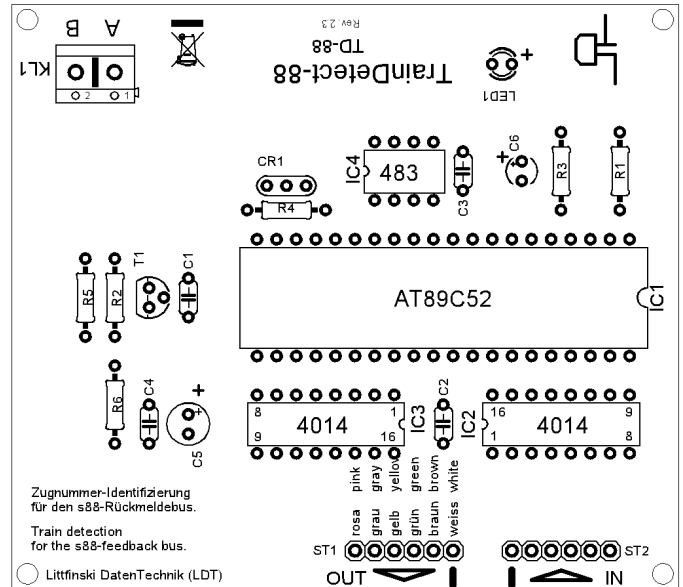 B A
KL1
2 1
Rev. 2.3
TD-88
TrainDetect-88
LED1
CR1
R4
IC4
483
C3
C6
R3
R1
R5
R2
T1
C1
AT89C52
IC1
R6
C4
C5
8 1
4014
9 16
IC3
C2
IC2
16 9
4014
1 8
rosa pink
grau gray
gelb yellow
grün green
braun brown
weiss white
Zugnummer-Identifizierung
für den s88-Rückmeldebus.
Train detection
for the s88-feedback bus.
ST1
ST2
Littfinski DatenTechnik (LDT)
OUT
IN